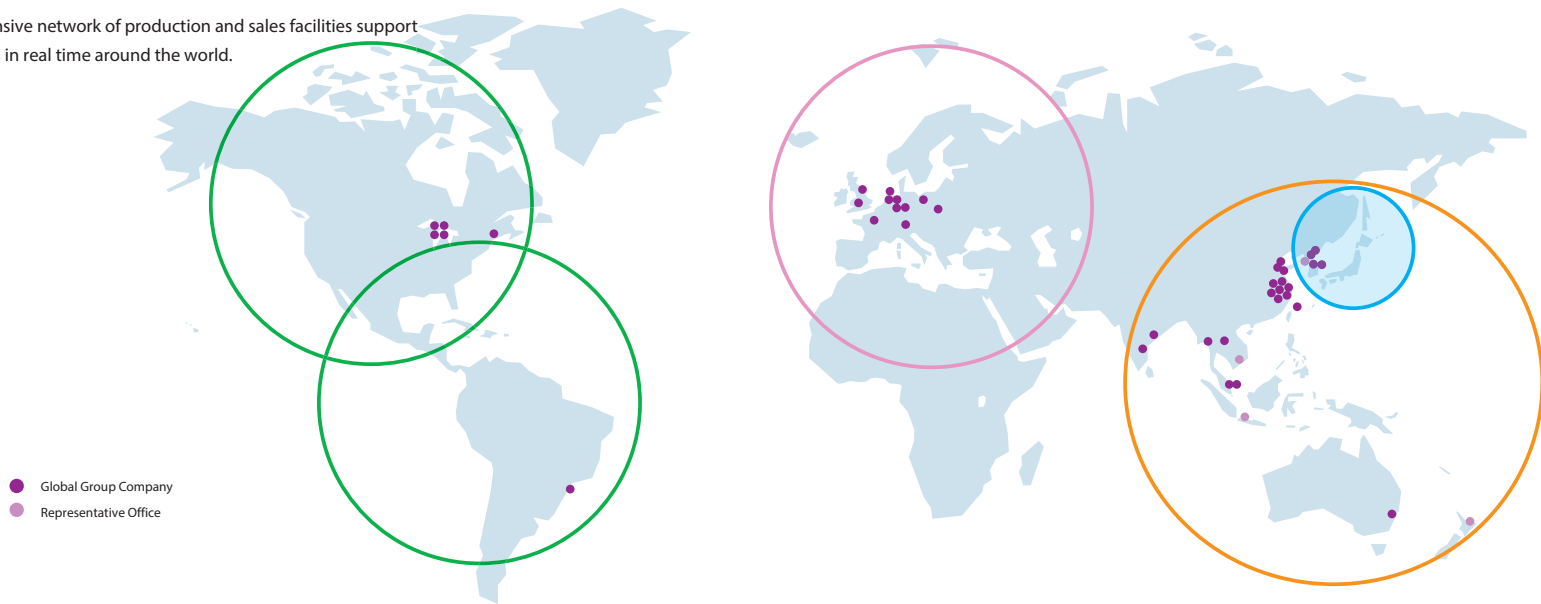 nsive network of production and sales facilities support
in real time around the world.
Global Group Company
Representative Office